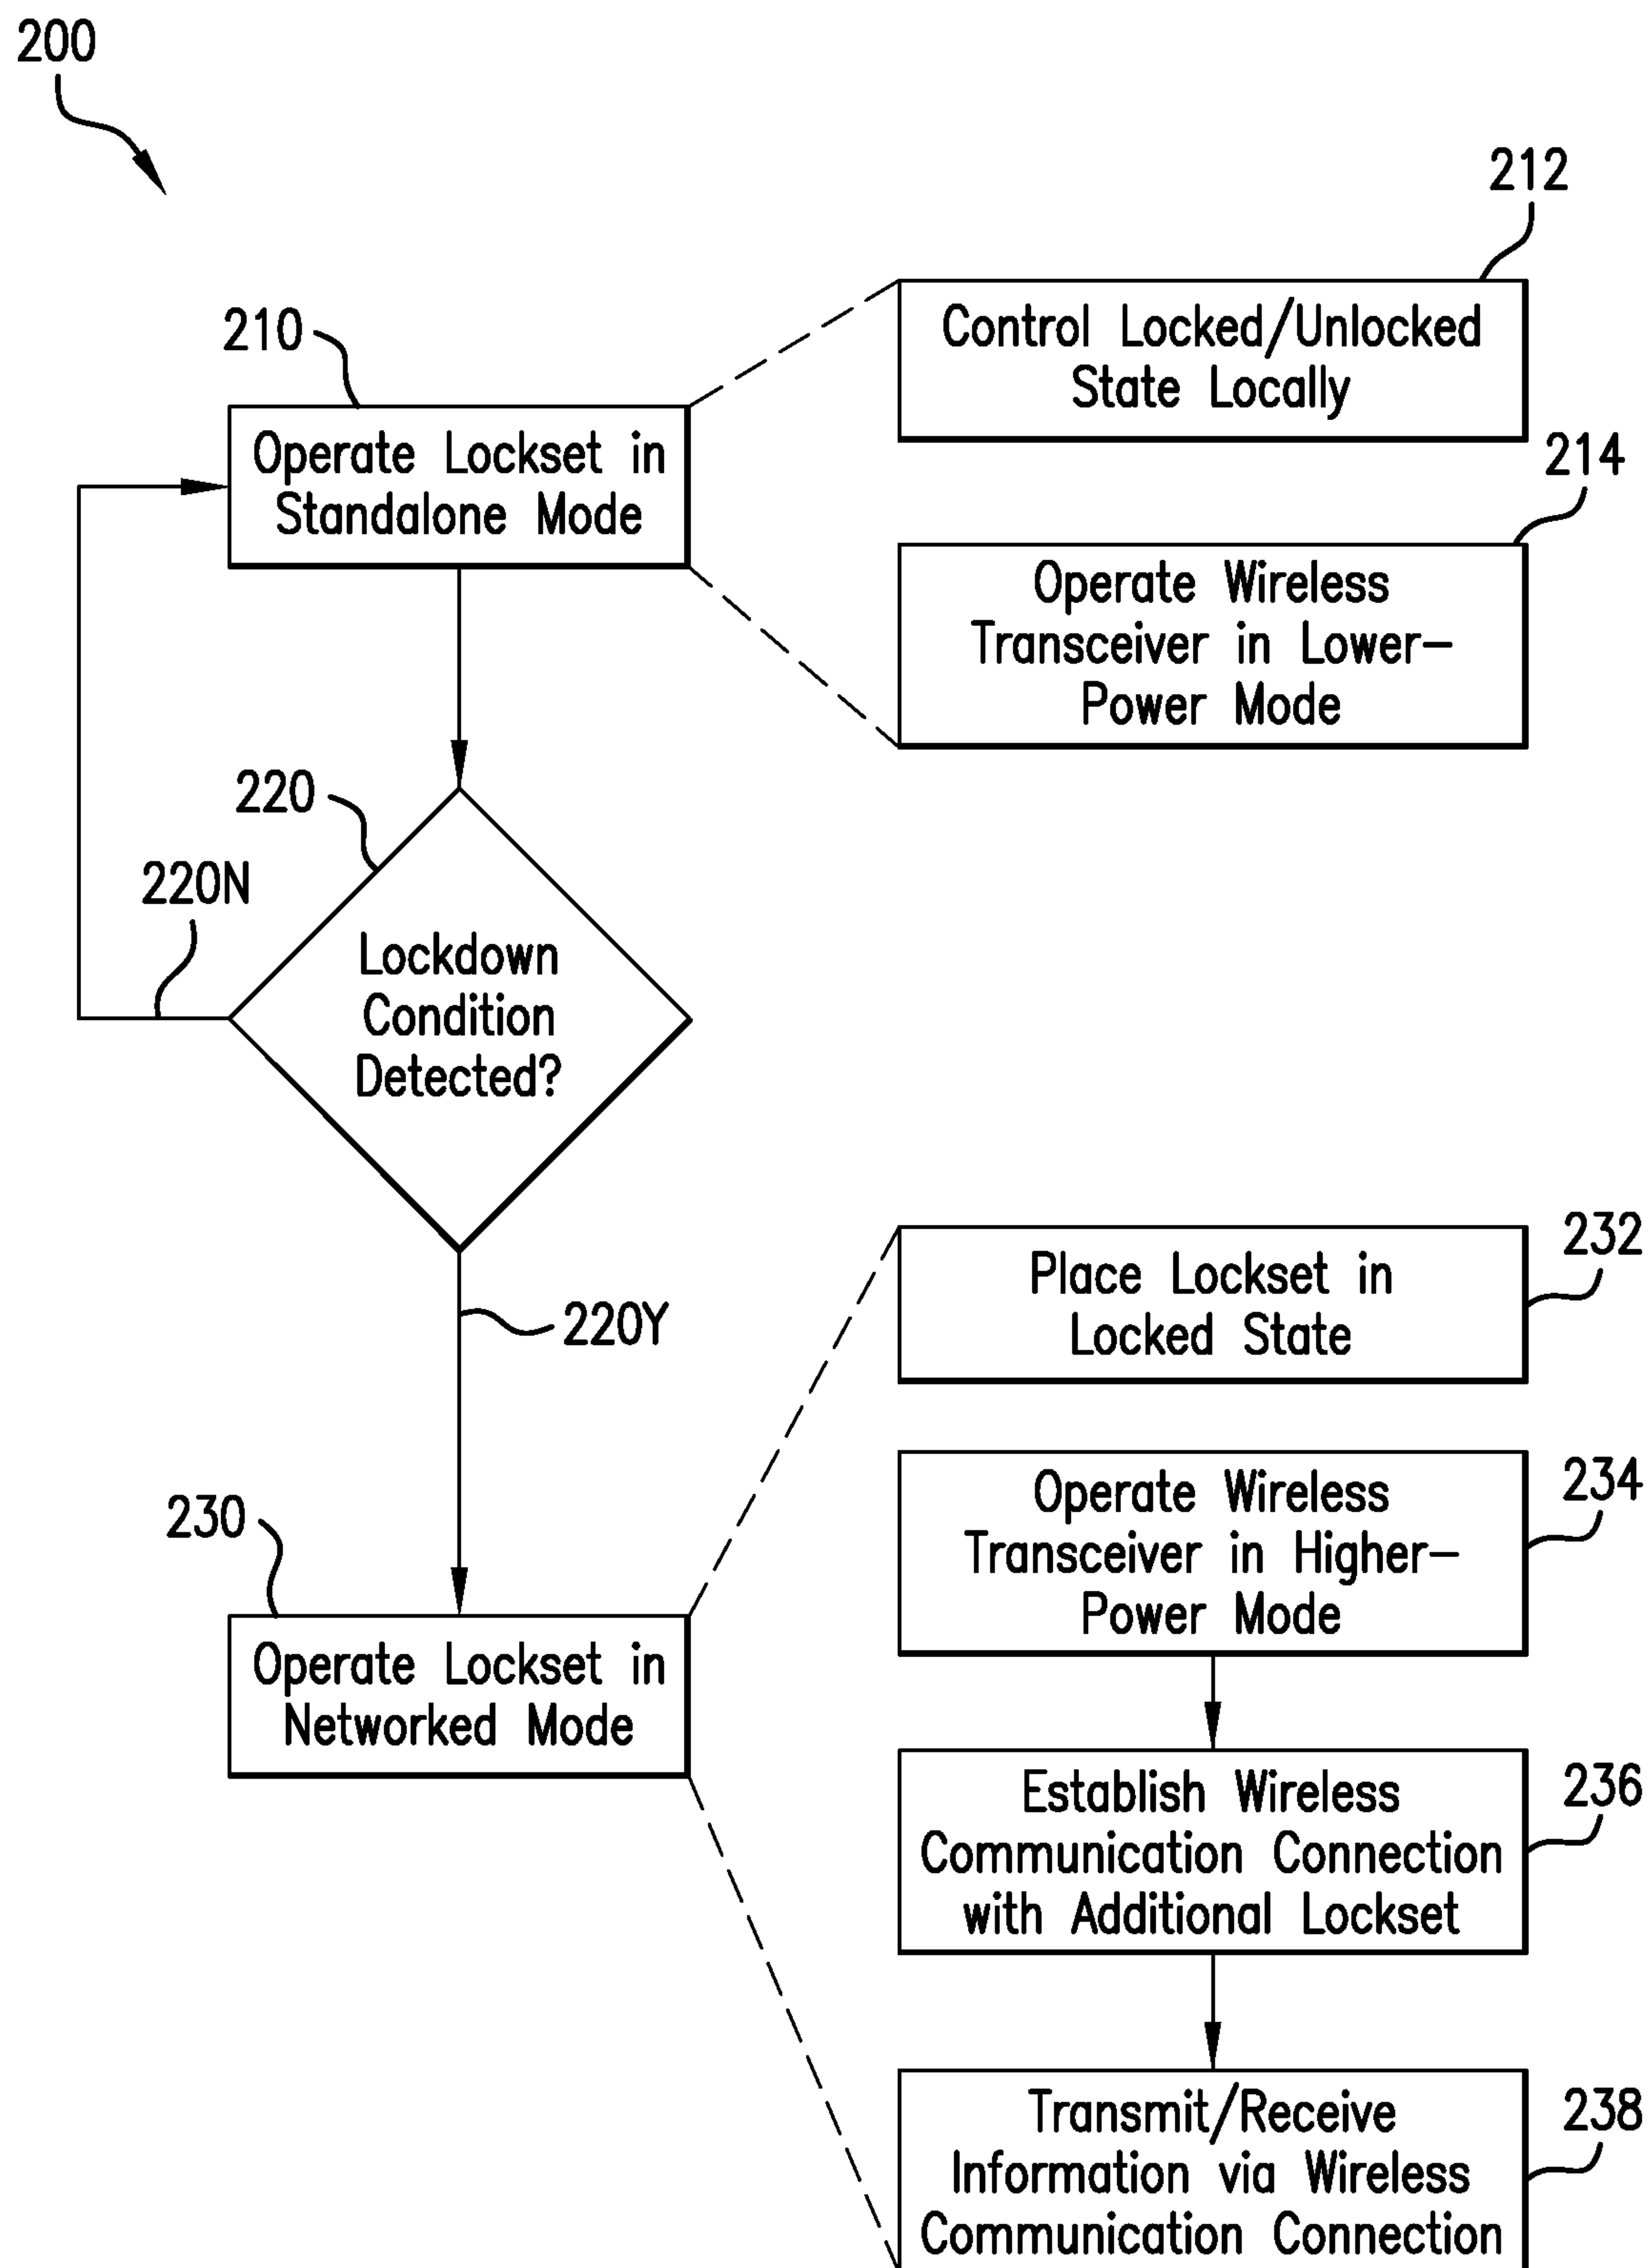 200
212
Control Locked/Unlocked
State Locally
210
Operate Lockset in
Standalone Mode
214
Operate Wireless
Transceiver in Lower–
Power Mode
220
220N
Lockdown
Condition
Detected?
220Y
232
Place Lockset in
Locked State
234
Operate Wireless
Transceiver in Higher–
Power Mode
230
Operate Lockset in
Networked Mode
236
Establish Wireless
Communication Connection
with Additional Lockset
238
Transmit/Receive
Information via Wireless
Communication Connection